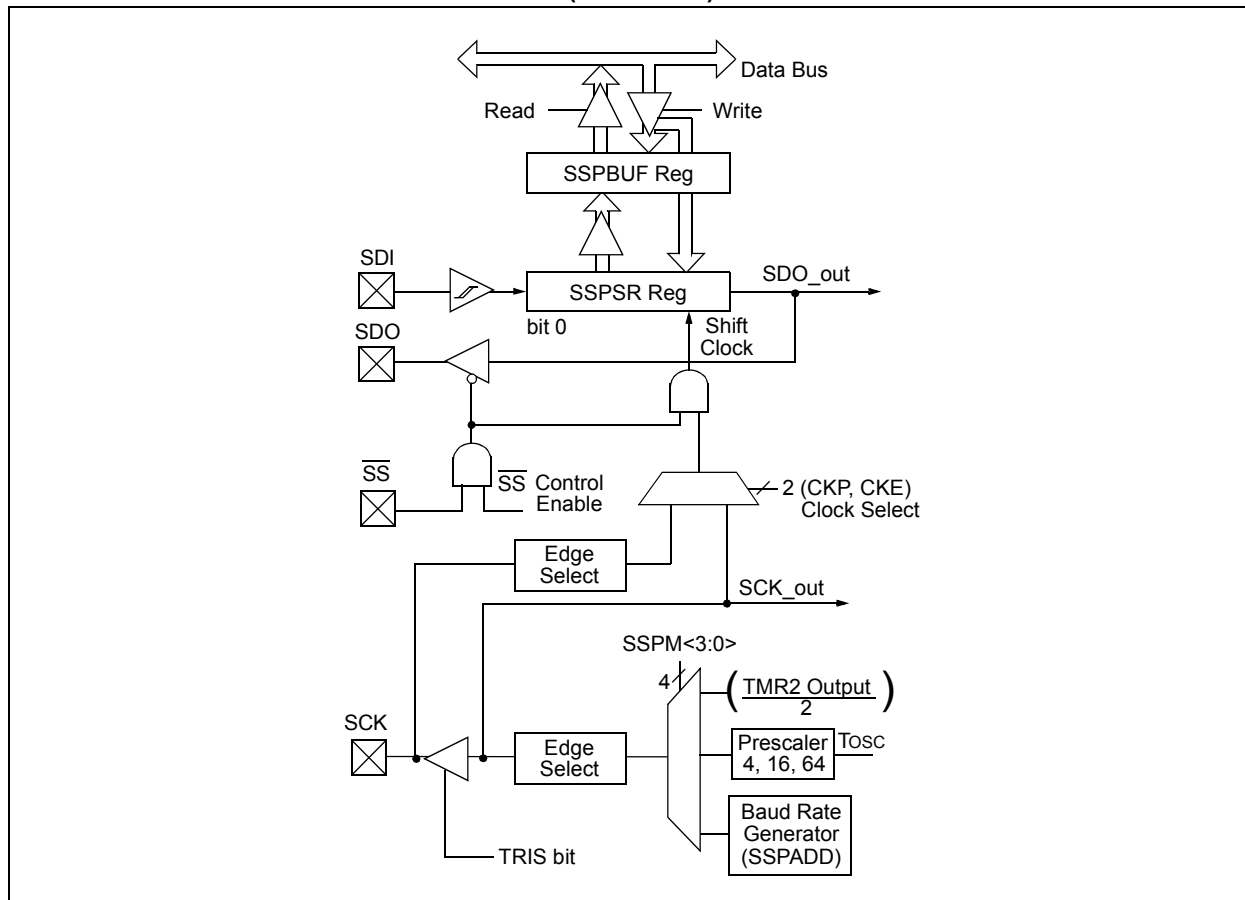 Data Bus
Read
Write
SSPBUF Reg
SDI
SDO_out
SSPSR Reg
bit 0
Shift
Clock
SDO
SS
SS Control
Enable
2 (CKP, CKE)
Clock Select
Edge
Select
SCK_out
SSPM<3:0>
4
(TMR2 Output)
2
SCK
Edge
Select
Prescaler
4, 16, 64
TOSC
Baud Rate
Generator
(SSPADD)
TRIS bit